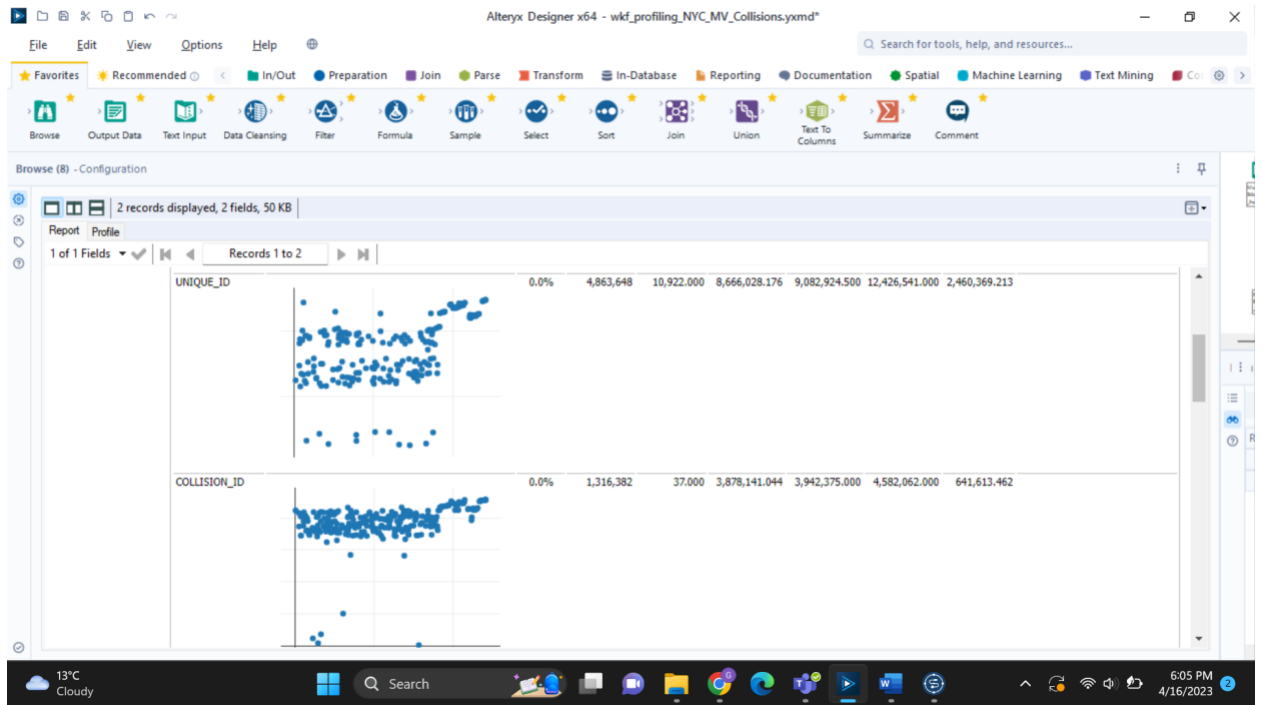 Alteryx Designer x64 - wkf_profiling_NYC_MV_Collisions.yxmd*
File Edit View Options Help
Search for tools, help, and resources...
Favorites Recommended In/Out Preparation Join Parse Transform In-Database Reporting Documentation Spatial Machine Learning Text Mining Co
Browse Output Data Text Input Data Cleansing Filter Formula Sample Select Sort Join Union Text To Columns Summarize Comment
Browse (8) - Configuration
2 records displayed, 2 fields, 50 KB
Report Profile
1 of 1 Fields Records 1 to 2
UNIQUE_ID 0.0% 4,863,648 10,922.000 8,666,028.176 9,082,924.500 12,426,541.000 2,460,369.213
COLLISION_ID 0.0% 1,316,382 37.000 3,878,141.044 3,942,375.000 4,582,062.000 641,613.462
R
13°C
Cloudy
Search
6:05 PM
4/16/2023
2